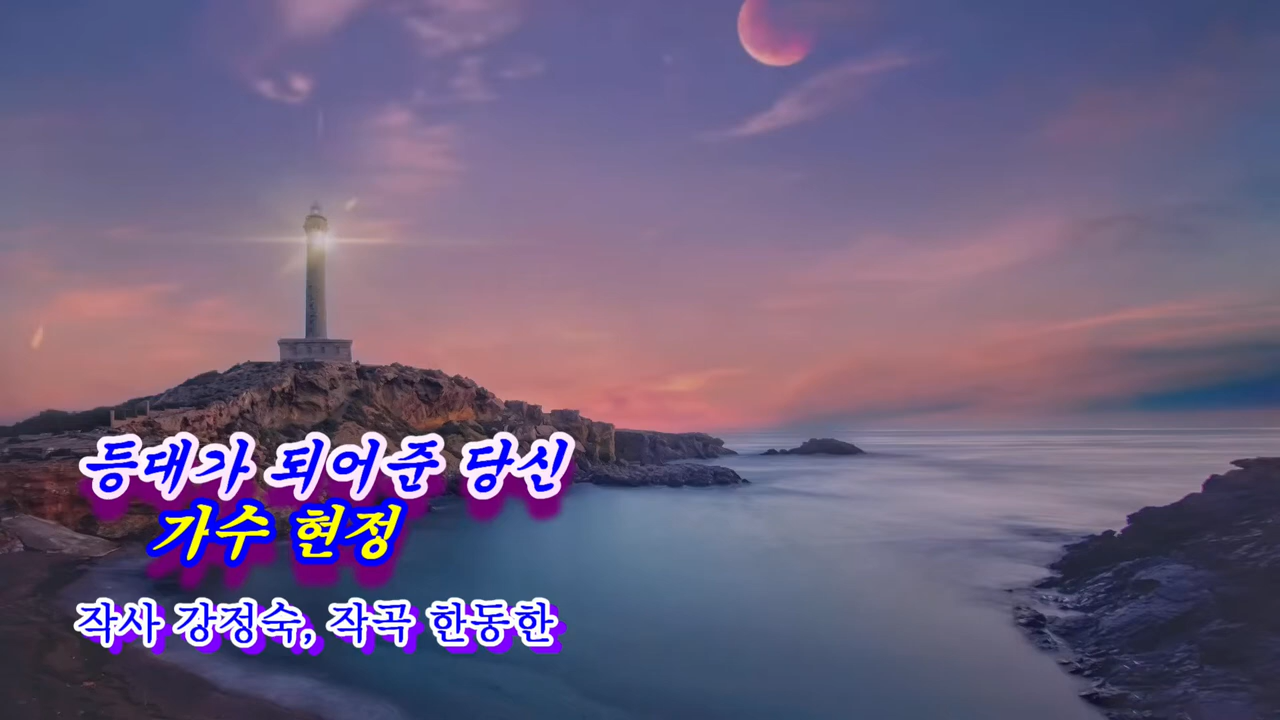 등대가 되어준 당신
가수 현정
작사 강정숙, 작곡 한동한